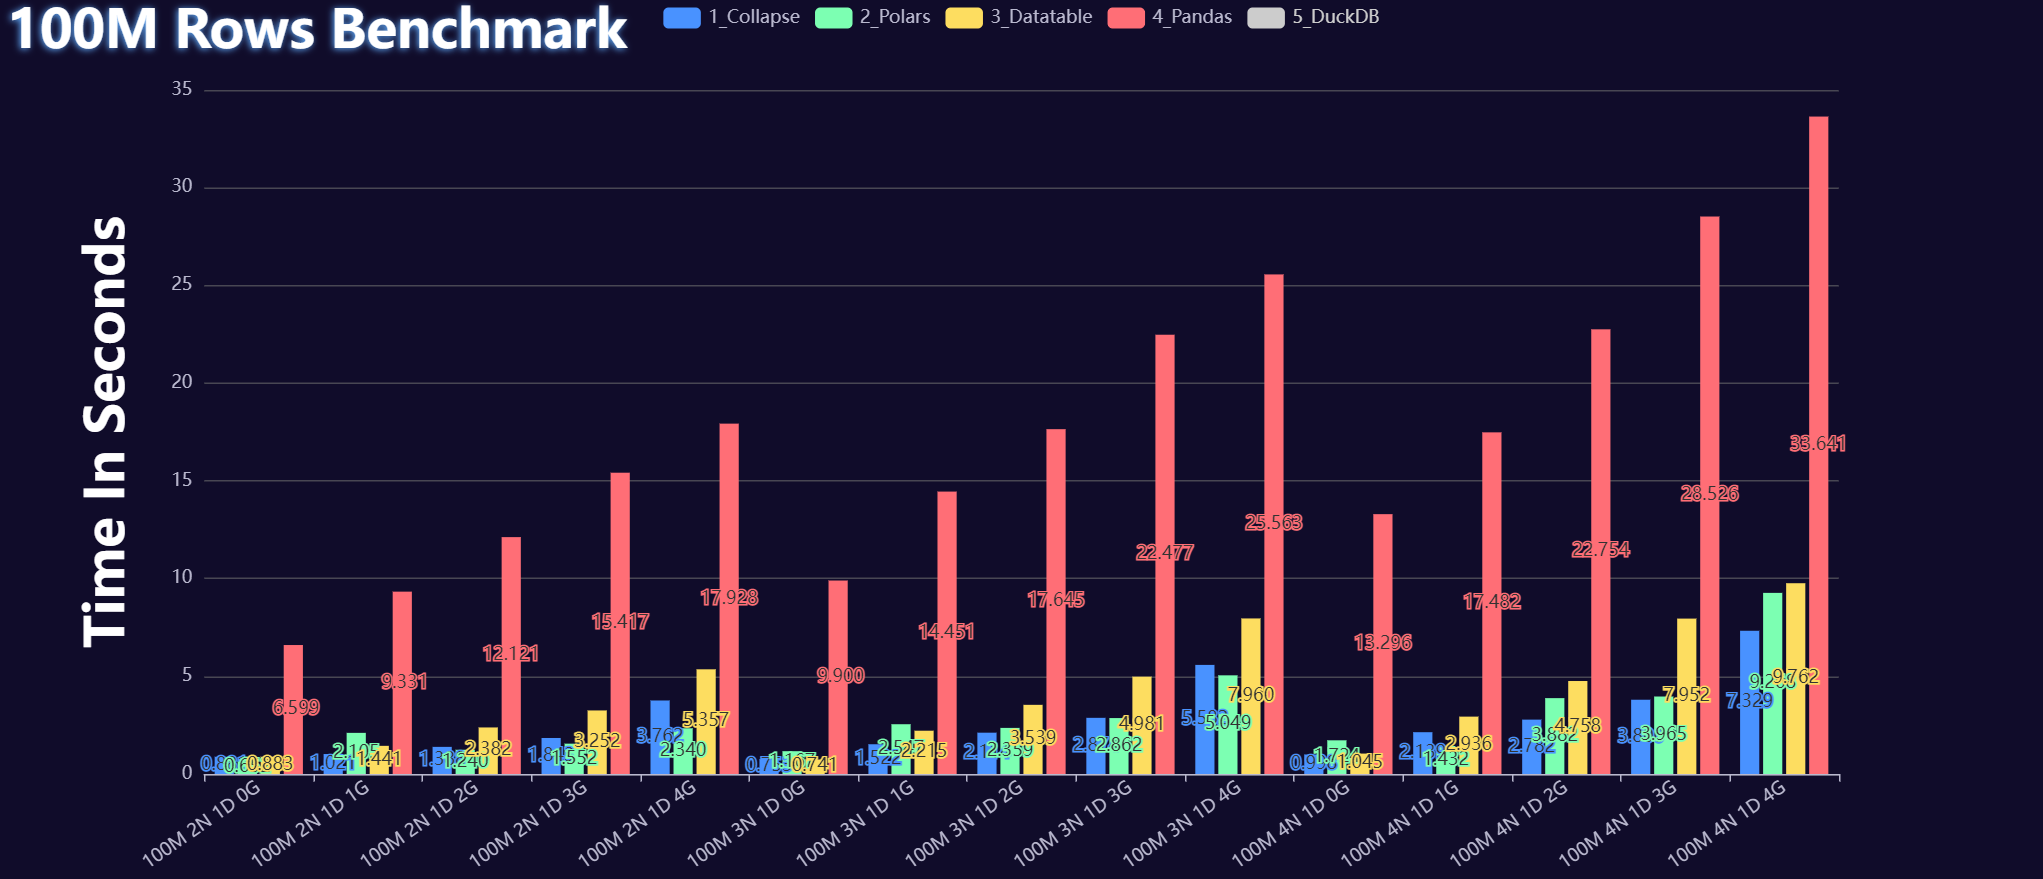 100M Rows Benchmark
1_Collapse 2_Polars 3_Datatable 4_Pandas 5_DuckDB
Time In Seconds
35
30
25
20
15
10
5
0
0.883 6.599
2.105 1.441 9.331
1.240 2.382 12.121
1.552 3.252 15.417
3.762 2.340 5.357 17.928
0.741 9.900
1.522 2.215 14.451
2.359 3.539 17.645
2.862 4.981 22.477
5.049 7.960 25.563
1.045 13.296
1.432 2.936 17.482
2.782 3.882 4.758 22.754
3.965 7.952 28.526
7.329 9.762 33.641
100M 2N 1D 0G
100M 2N 1D 1G
100M 2N 1D 2G
100M 2N 1D 3G
100M 2N 1D 4G
100M 3N 1D 0G
100M 3N 1D 1G
100M 3N 1D 2G
100M 3N 1D 3G
100M 3N 1D 4G
100M 4N 1D 0G
100M 4N 1D 1G
100M 4N 1D 2G
100M 4N 1D 3G
100M 4N 1D 4G